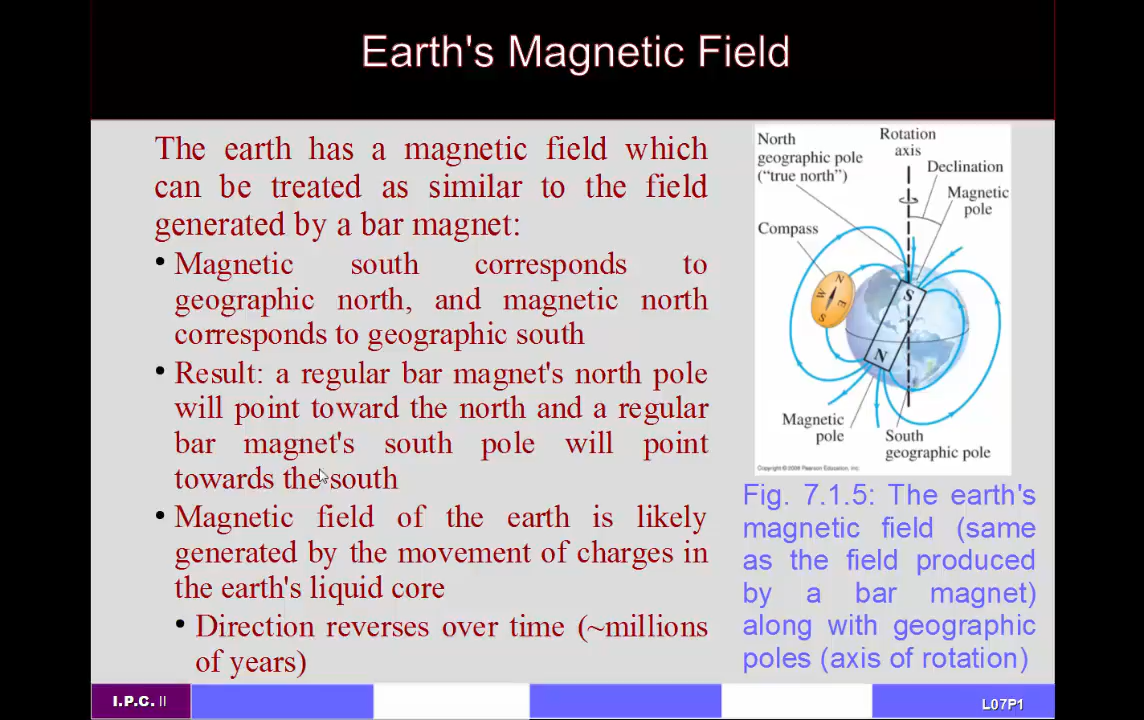 Earth's Magnetic Field
The earth has a magnetic field which
can be treated as similar to the field
generated by a bar magnet:
• Magnetic south corresponds to
geographic north, and magnetic north
corresponds to geographic south
• Result: a regular bar magnet's north pole
will point toward the north and a regular
bar magnet's south pole will point
towards the south
• Magnetic field of the earth is likely
generated by the movement of charges in
the earth's liquid core
• Direction reverses over time (~millions
of years)
North
geographic pole
("true north")
Rotation
axis
Declination
Magnetic
pole
Compass
N
E
S
W
S
N
Magnetic
pole
South
geographic pole
Copyright © 2008 Pearson Education, Inc.
Fig. 7.1.5: The earth's
magnetic field (same
as the field produced
by a bar magnet)
along with geographic
poles (axis of rotation)
I.P.C. II
L07P1